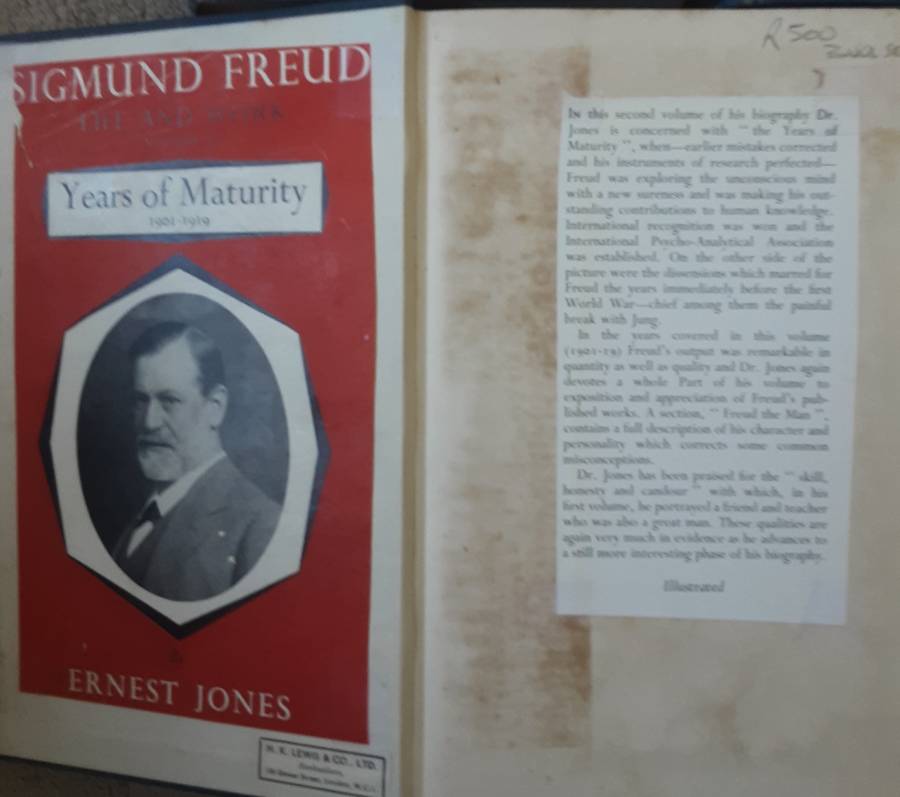 SIGMUND FREUD
LIFE AND WORK
Years of Maturity
1901-1919
ERNEST JONES
H. K. LEWIS & CO. LTD.
R500
In this second volume of his biography Dr.
Jones is concerned with " the Years of
Maturity ", when—earlier mistakes corrected
and his instruments of research perfected—
Freud was exploring the unconscious mind
with a new sureness and was making his out-
standing contributions to human knowledge.
International recognition was won and the
International Psycho-Analytical Association
was established. On the other side of the
picture were the dissensions which marred for
Freud the years immediately before the first
World War—chief among them the painful
break with Jung.
In the years covered in this volume
(1901-19) Freud's output was remarkable in
quantity as well as quality and Dr. Jones again
devotes a whole Part of his volume to
exposition and appreciation of Freud's pub-
lished works. A section, " Freud the Man ",
contains a full description of his character and
personality which corrects some common
misconceptions.
Dr. Jones has been praised for the " skill,
honesty and candour " with which, in his
first volume, he portrayed a friend and teacher
who was also a great man. These qualities are
again very much in evidence as he advances to
a still more interesting phase of his biography.
Illustrated